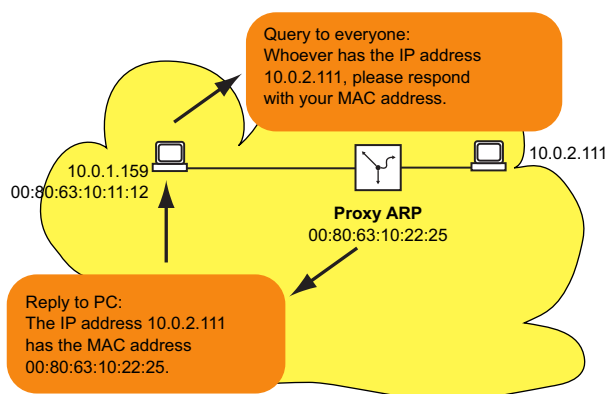 Query to everyone:
Whoever has the IP address
10.0.2.111, please respond
with your MAC address.
10.0.1.159
00:80:63:10:11:12
10.0.2.111
Proxy ARP
00:80:63:10:22:25
Reply to PC:
The IP address 10.0.2.111
has the MAC address
00:80:63:10:22:25.